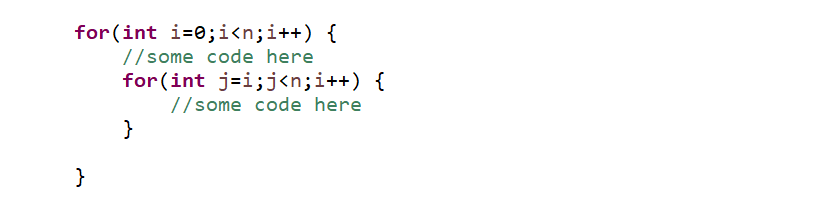 for(int i=0;i<n;i++) {
//some code here
for(int j=i;j<n;i++) {
//some code here
}
}